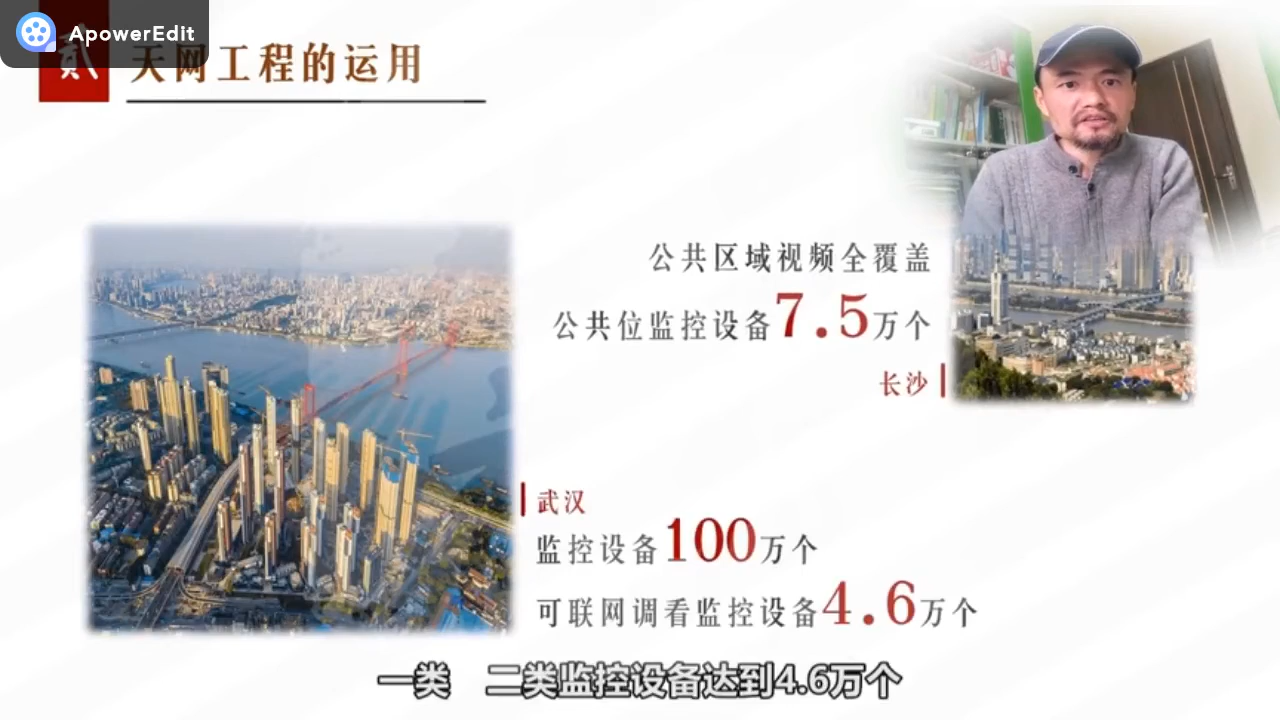 ApowerEdit
贰
天网工程的运用
公共区域视频全覆盖
公共位监控设备7.5万个
长沙
武汉
监控设备100万个
可联网调看监控设备4.6万个
一类 二类监控设备达到4.6万个